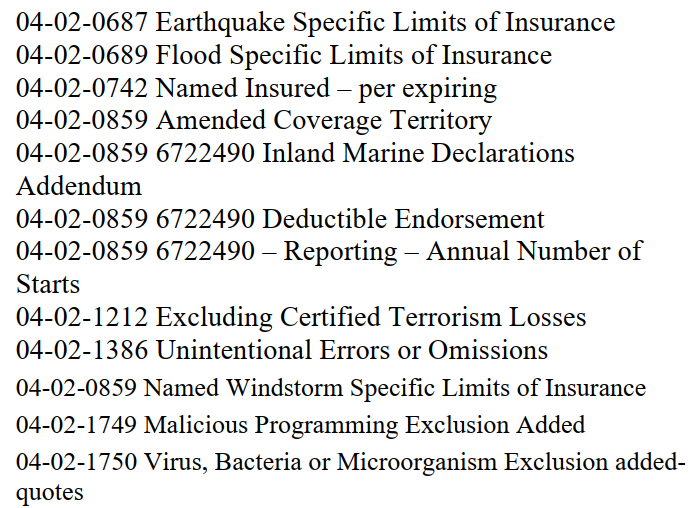 04-02-0687 Earthquake Specific Limits of Insurance
04-02-0689 Flood Specific Limits of Insurance
04-02-0742 Named Insured – per expiring
04-02-0859 Amended Coverage Territory
04-02-0859 6722490 Inland Marine Declarations
Addendum
04-02-0859 6722490 Deductible Endorsement
04-02-0859 6722490 – Reporting – Annual Number of
Starts
04-02-1212 Excluding Certified Terrorism Losses
04-02-1386 Unintentional Errors or Omissions
04-02-0859 Named Windstorm Specific Limits of Insurance
04-02-1749 Malicious Programming Exclusion Added
04-02-1750 Virus, Bacteria or Microorganism Exclusion added-
quotes